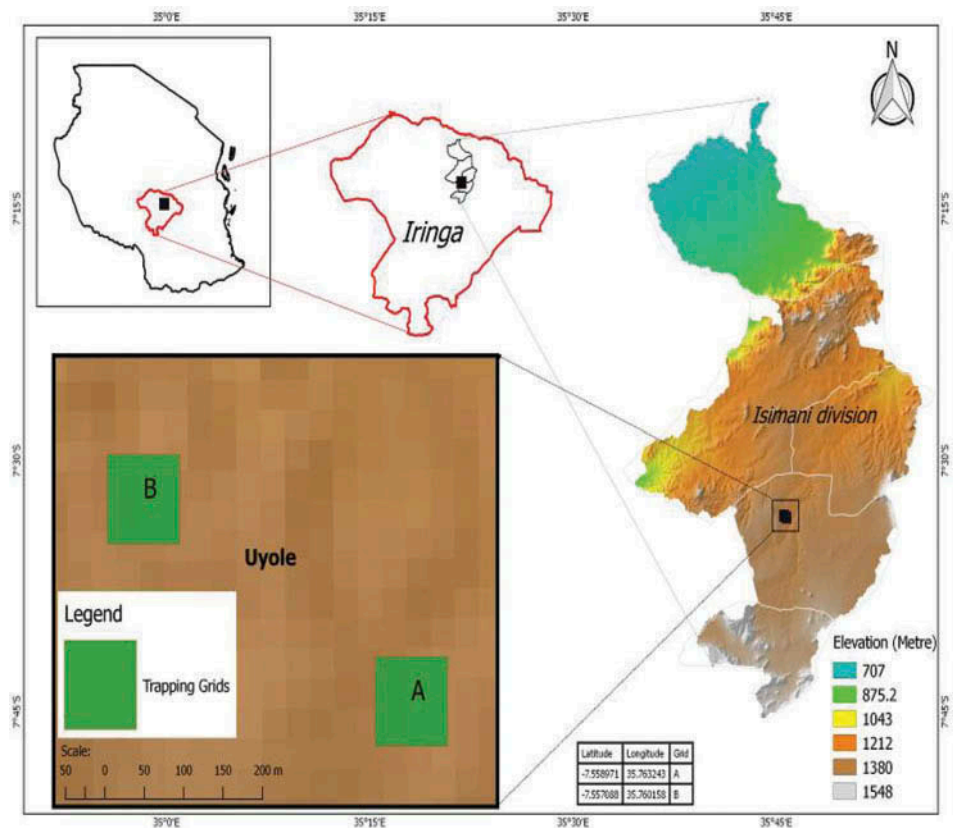 35°0'E 35°15'E 35°30'E 35°45'E
N
7°15'S 7°15'S
Iringa
Isimani division
7°30'S 7°30'S
B
Uyole
Legend
Trapping Grids
A
Scale:
50 0 50 100 150 200 m
Elevation (Metre)
707
875.2
1043
1212
1380
1548
7°45'S 7°45'S
Latitude Longitude Grid
-7.558971 35.763243 A
-7.557088 35.760158 B
35°0'E 35°15'E 35°30'E 35°45'E